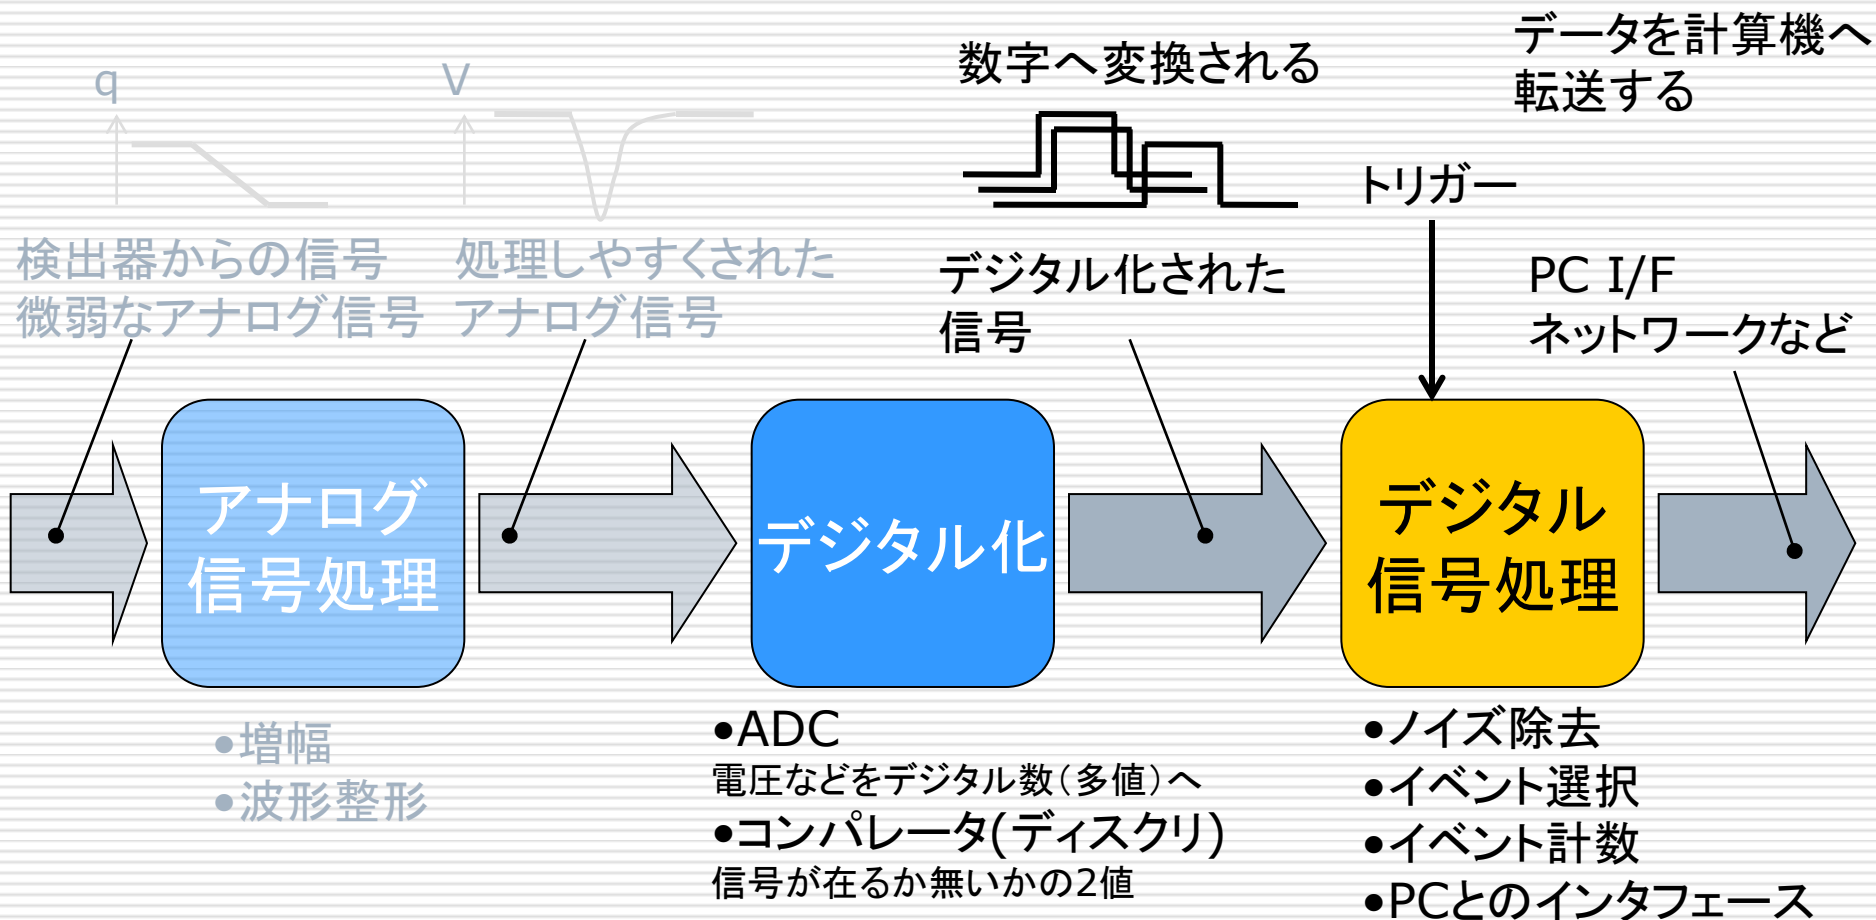 データを計算機へ
転送する
数字へ変換される
q
V
トリガー
検出器からの信号
微弱なアナログ信号
処理しやすくされた
アナログ信号
デジタル化された
信号
PC I/F
ネットワークなど
アナログ
信号処理
デジタル化
デジタル
信号処理
•増幅
•波形整形
•ADC
電圧などをデジタル数（多値）へ
•コンパレータ(ディスクリ)
信号が在るか無いかの2値
•ノイズ除去
•イベント選択
•イベント計数
•PCとのインタフェース